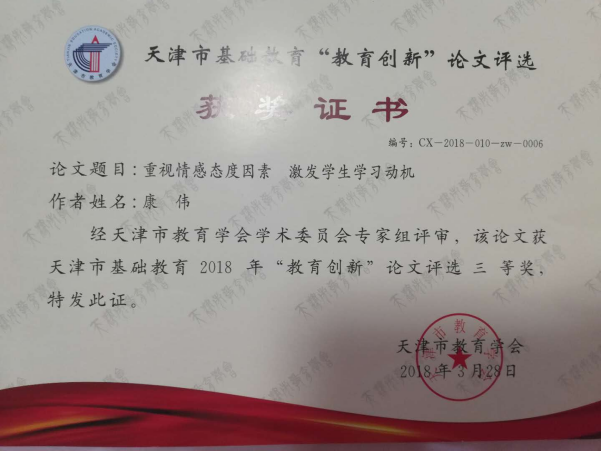 天津市基础教育“教育创新”论文评选
获奖证书
编号：CX-2018-010-zw-0006
论文题目：重视情感态度因素 激发学生学习动机
作者姓名：康 伟
经天津市教育学会学术委员会专家组评审，该论文获
天津市基础教育 2018 年“教育创新”论文评选 三 等奖，
特发此证。
天津市教育学会
2018年3月28日